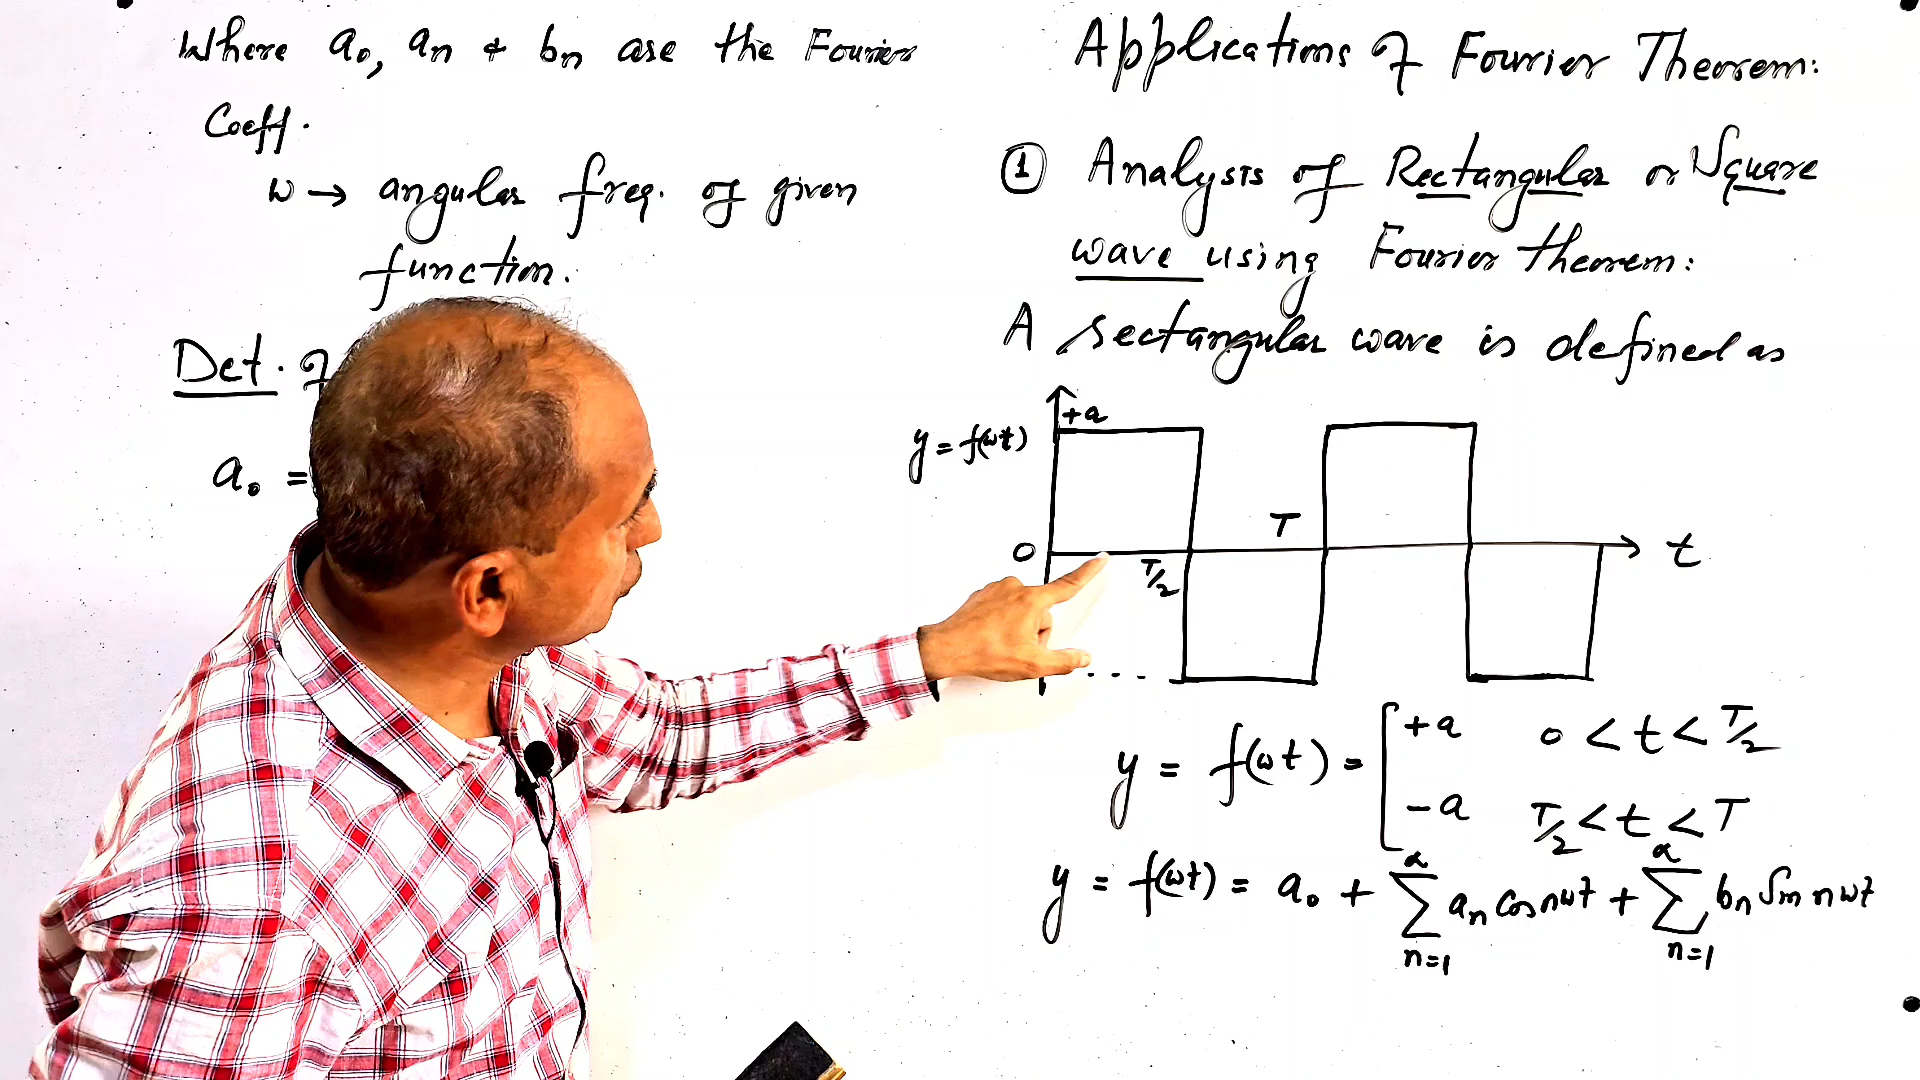 Where a₀, aₙ & bₙ are the Fourier
Coeff.
ω → angular freq. of given
function.
Det. of
a₀ =
Applications of Fourier Theorem:
① Analysis of Rectangular or Square
wave using Fourier theorem:
A rectangular wave is defined as
+a
y = f(ωt)
T
0
t
T/2
y = f(ωt) = [ +a 0 < t < T/2
-a T/2 < t < T
y = f(ωt) = a₀ + ∑ₙ₌₁^α aₙ cos nωt + ∑ₙ₌₁^α bₙ Sin nωt